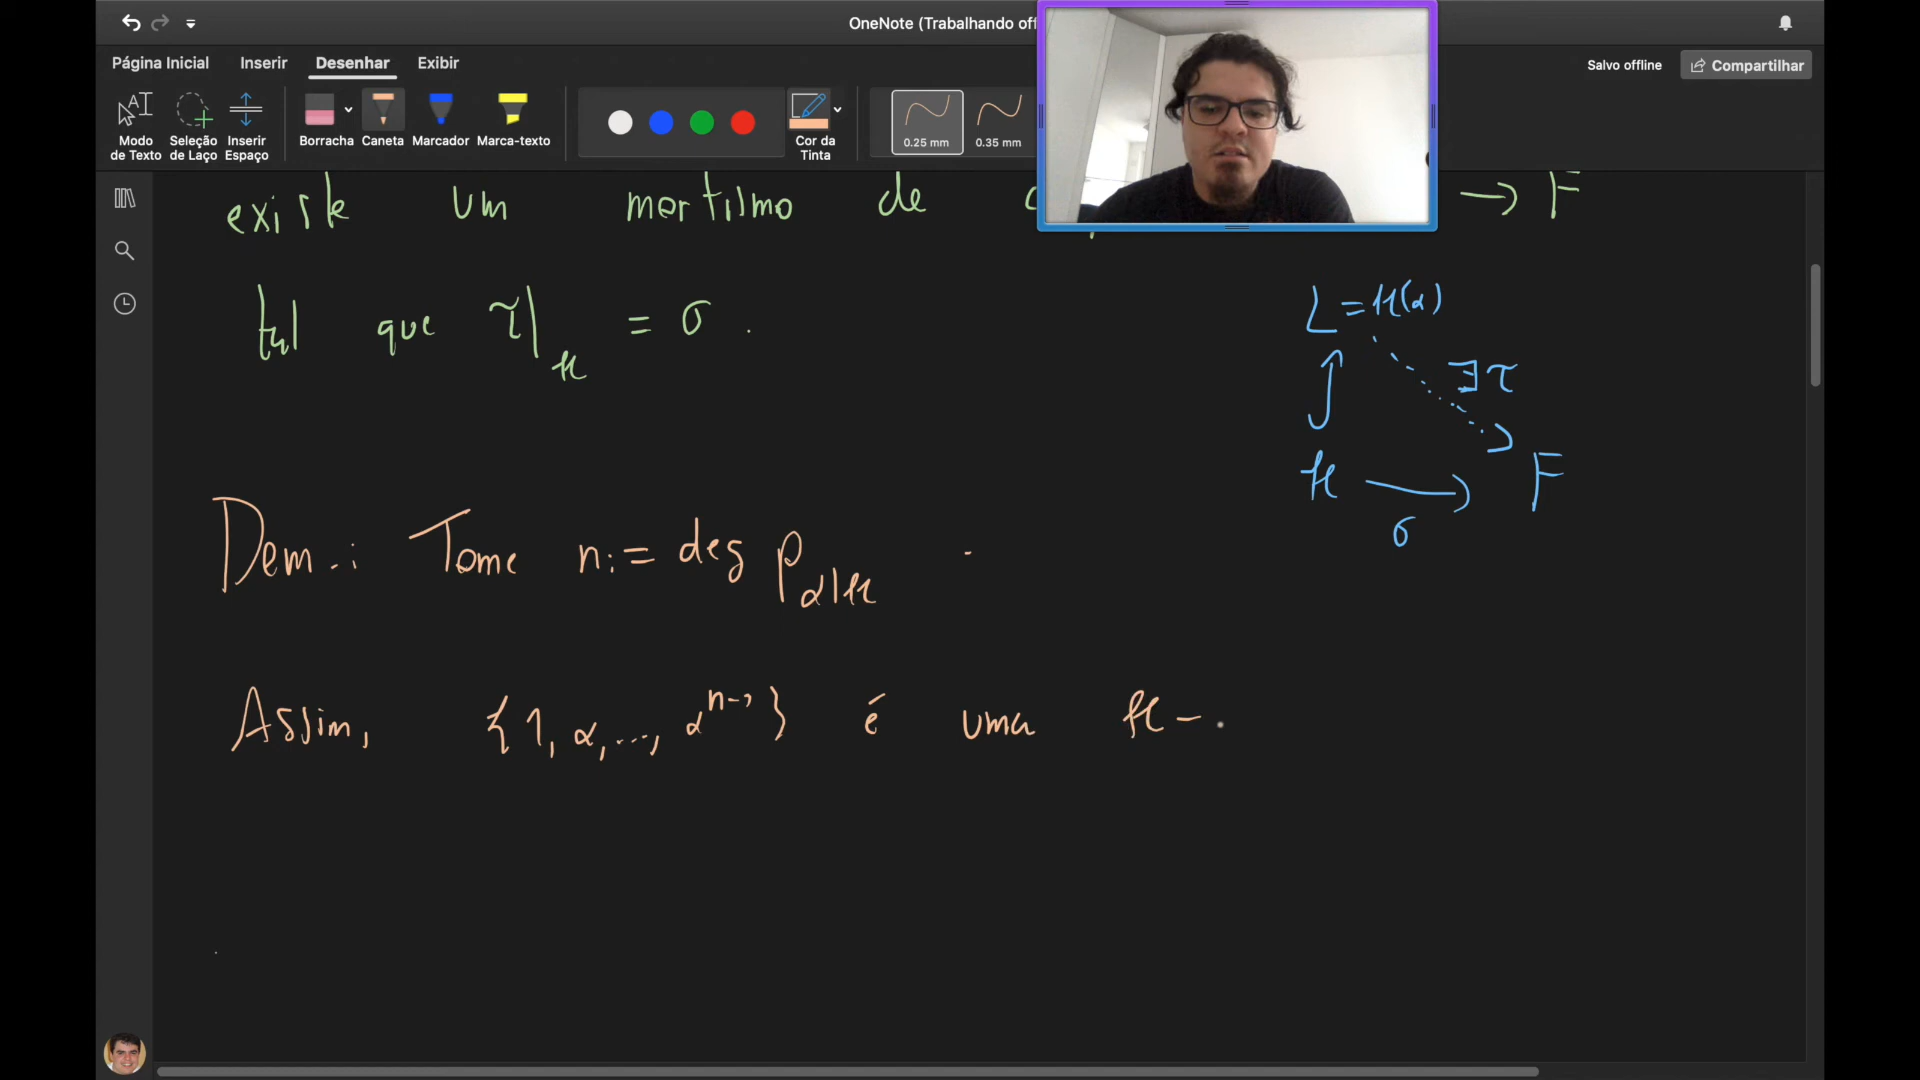 OneNote (Trabalhando off
Página Inicial Inserir Desenhar Exibir
Salvo offline Compartilhar
Modo de Texto Seleção de Laço Inserir Espaço Borracha Caneta Marcador Marca-texto Cor da Tinta 0.25 mm 0.35 mm
existe um morfismo de → F
tal que τ|_K = σ .
L = K(α)
∃ τ
K → F
σ
Dem.: Tome n := deg p_{α|K} .
Assim, {1, α, ..., α^{n-1}} é uma K -